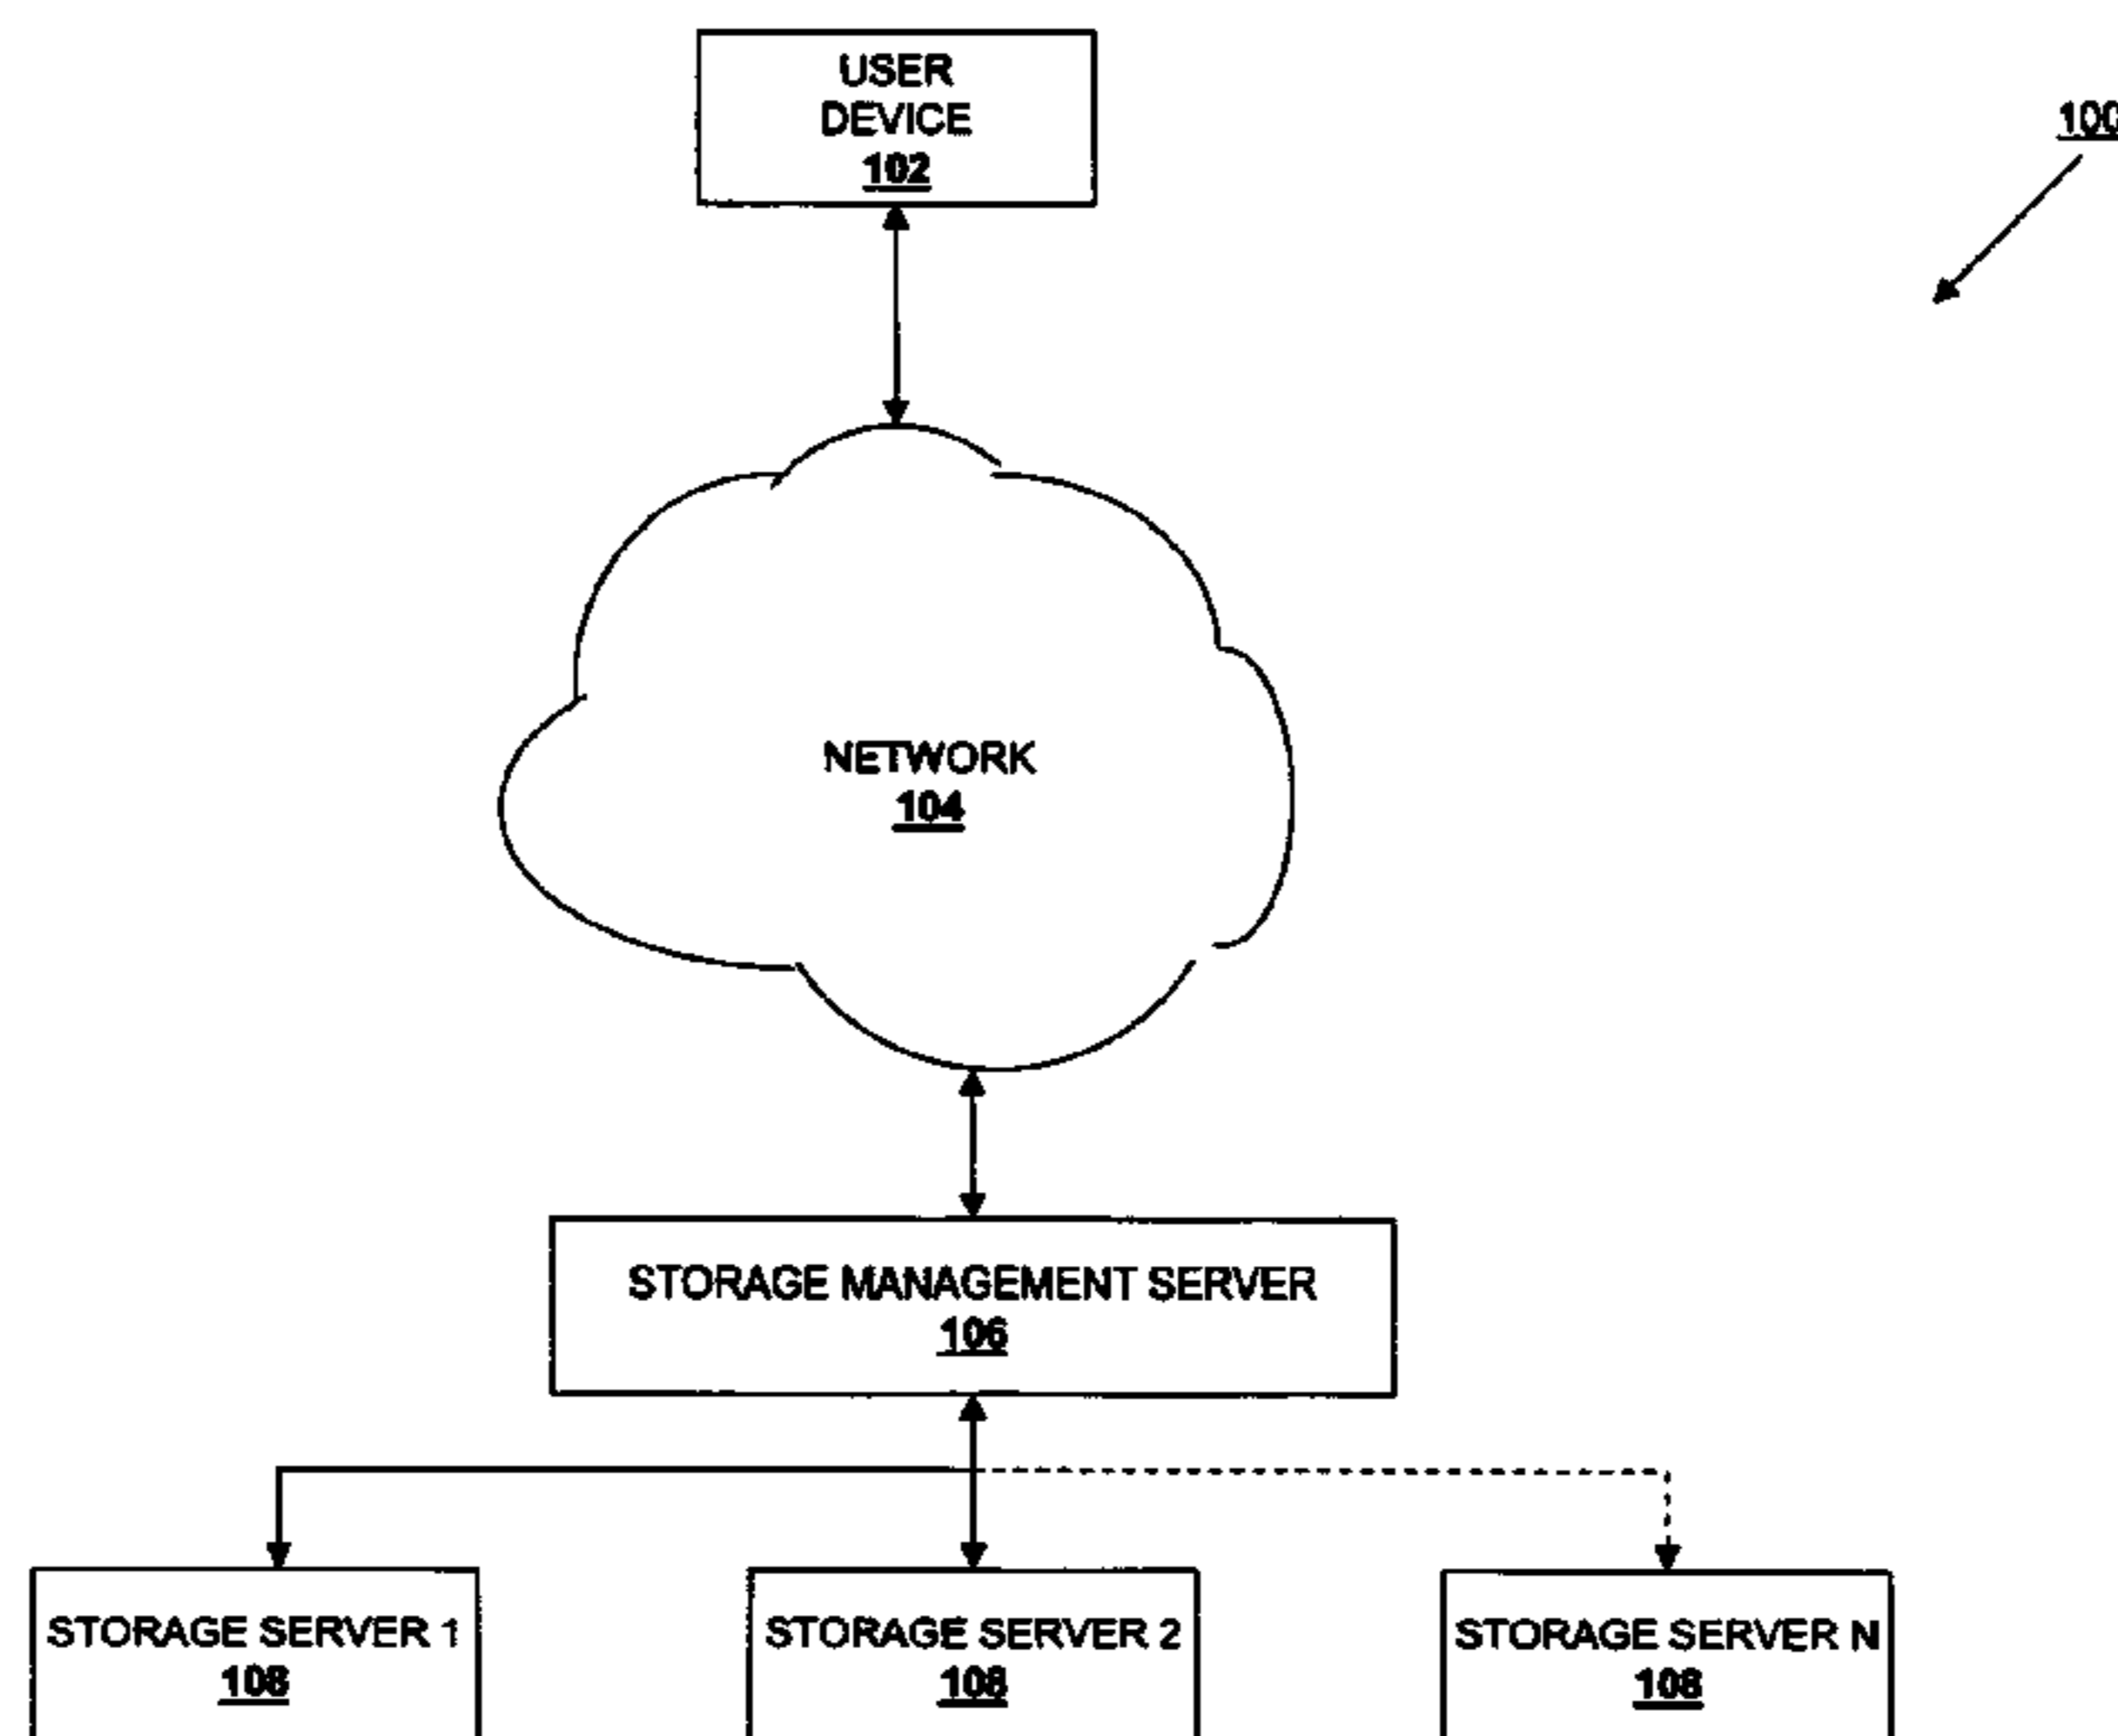 USER
DEVICE
102
100
NETWORK
104
STORAGE MANAGEMENT SERVER
106
STORAGE SERVER 1
108
STORAGE SERVER 2
108
STORAGE SERVER N
108